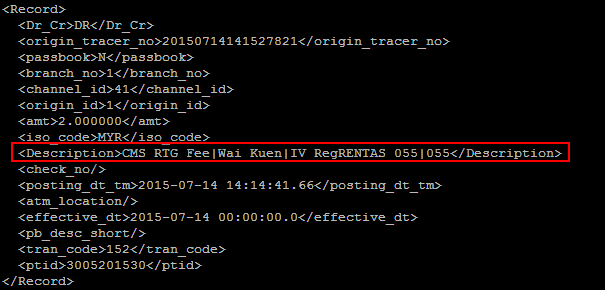 <Record>
<Dr_Cr>DR</Dr_Cr>
<origin_tracer_no>20150714141527821</origin_tracer_no>
<passbook>N</passbook>
<branch_no>1</branch_no>
<channel_id>41</channel_id>
<origin_id>1</origin_id>
<amt>2.000000</amt>
<iso_code>MYR</iso_code>
<Description>CMS RTG Fee|Wai Kuen|IV RegRENTAS 055|055</Description>
<check_no/>
<posting_dt_tm>2015-07-14 14:14:41.66</posting_dt_tm>
<atm_location/>
<effective_dt>2015-07-14 00:00:00.0</effective_dt>
<pb_desc_short/>
<tran_code>152</tran_code>
<ptid>3005201530</ptid>
</Record>